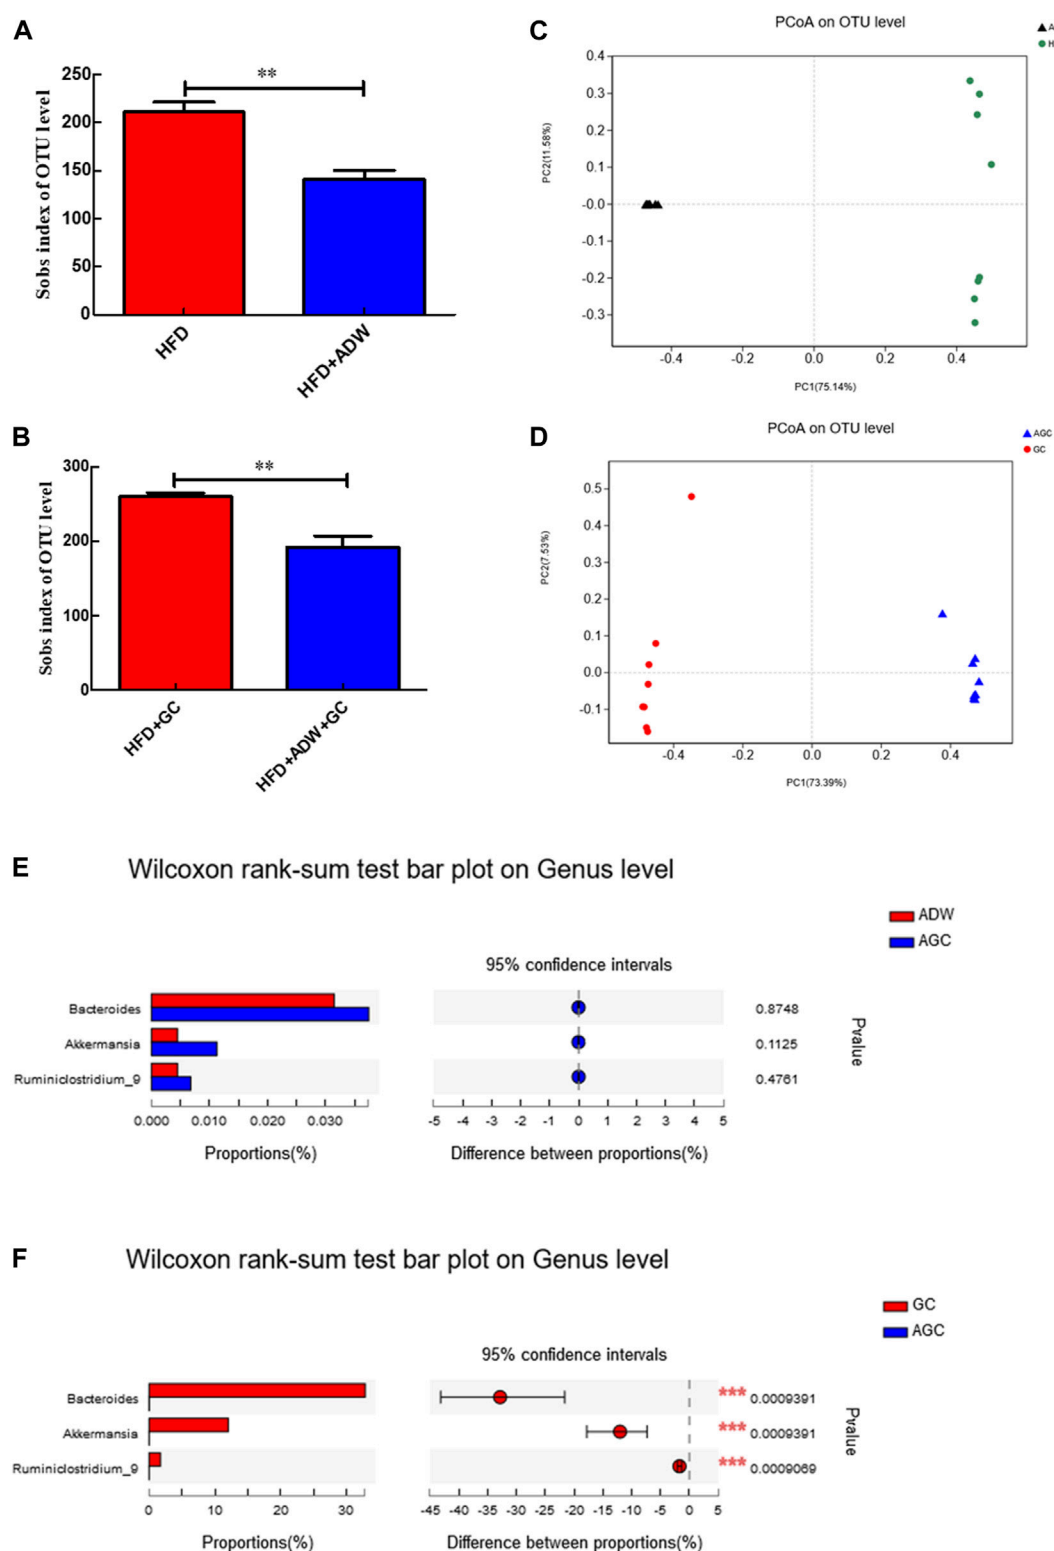 A
Sobs index of OTU level
250
200
150
100
50
0
**
HFD
HFD+ADW
B
Sobs index of OTU level
300
200
100
0
**
HFD+GC
HFD+ADW+GC
C
PCoA on OTU level
A
H
PC2(11.58%)
0.4
0.3
0.2
0.1
-0.0
-0.1
-0.2
-0.3
-0.4 -0.2 0.0 0.2 0.4
PC1(75.14%)
D
PCoA on OTU level
AGC
GC
PC2(7.53%)
0.5
0.4
0.3
0.2
0.1
0.0
-0.1
-0.4 -0.2 0.0 0.2 0.4
PC1(73.39%)
E
Wilcoxon rank-sum test bar plot on Genus level
ADW
AGC
95% confidence intervals
Bacteroides 0.8748
Akkermansia 0.1125
Ruminiclostridium_9 0.4761
Pvalue
0.000 0.010 0.030
-5 -4 -3 -2 -1 0 1 2 3 4 5
Proportions(%)
Difference between proportions(%)
F
Wilcoxon rank-sum test bar plot on Genus level
GC
AGC
95% confidence intervals
Bacteroides *** 0.0009391
Akkermansia *** 0.0009391
Ruminiclostridium_9 *** 0.0009069
Pvalue
0 10 20 30
-45 -40 -35 -30 -25 -20 -15 -10 -5 0 5
Proportions(%)
Difference between proportions(%)